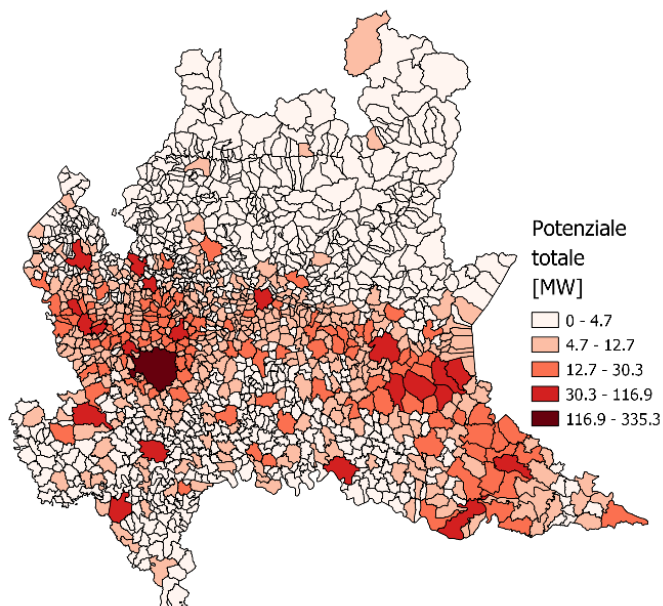 Potenziale
totale
[MW]
0 - 4.7
4.7 - 12.7
12.7 - 30.3
30.3 - 116.9
116.9 - 335.3